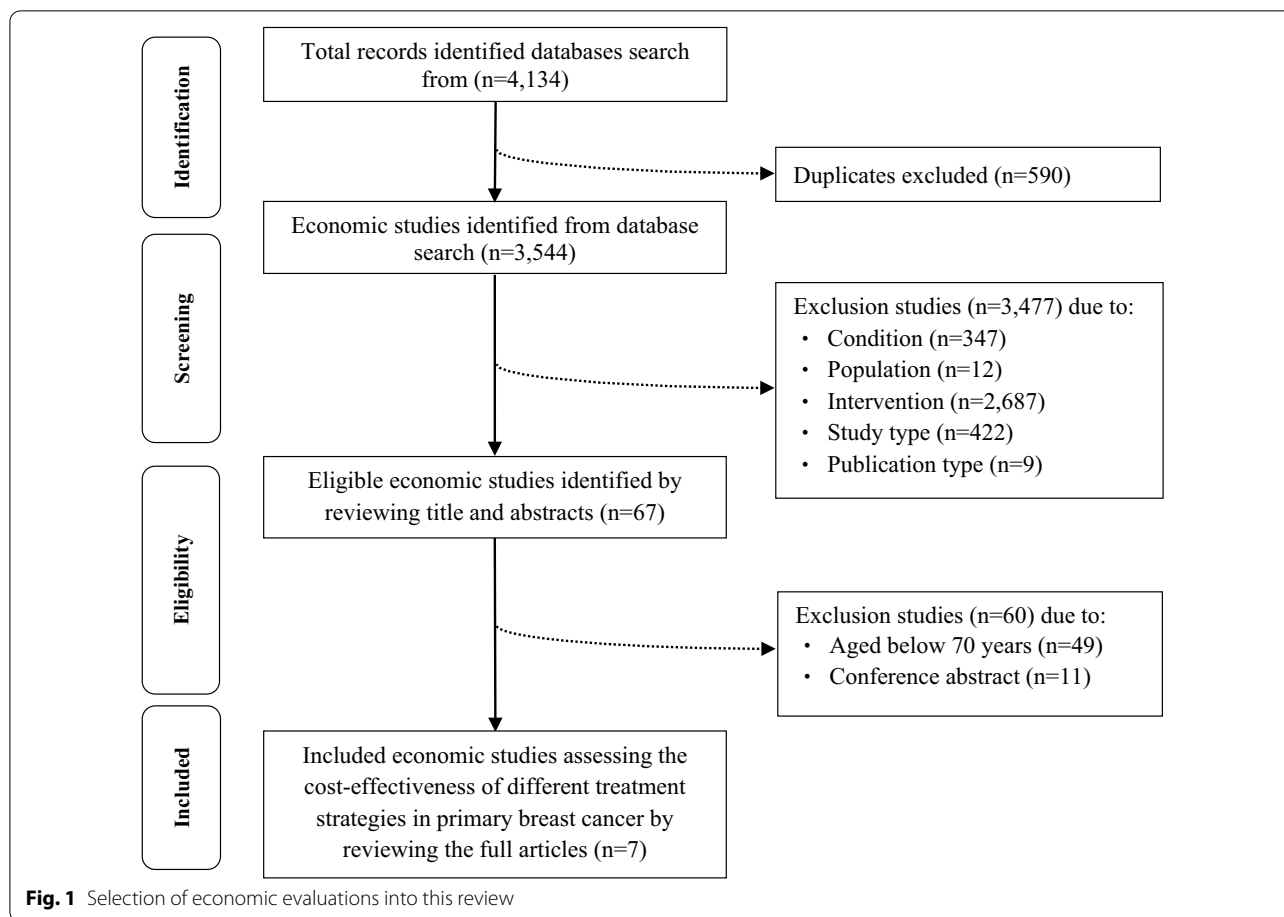 Identification
Total records identified databases search
from (n=4,134)
Duplicates excluded (n=590)
Economic studies identified from database
search (n=3,544)
Screening
Exclusion studies (n=3,477) due to:
• Condition (n=347)
• Population (n=12)
• Intervention (n=2,687)
• Study type (n=422)
• Publication type (n=9)
Eligibility
Eligible economic studies identified by
reviewing title and abstracts (n=67)
Exclusion studies (n=60) due to:
• Aged below 70 years (n=49)
• Conference abstract (n=11)
Included
Included economic studies assessing the
cost-effectiveness of different treatment
strategies in primary breast cancer by
reviewing the full articles (n=7)
Fig. 1 Selection of economic evaluations into this review